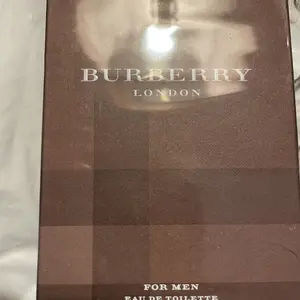 BURBERRY
LONDON
FOR MEN
EAU DE TOILETTE